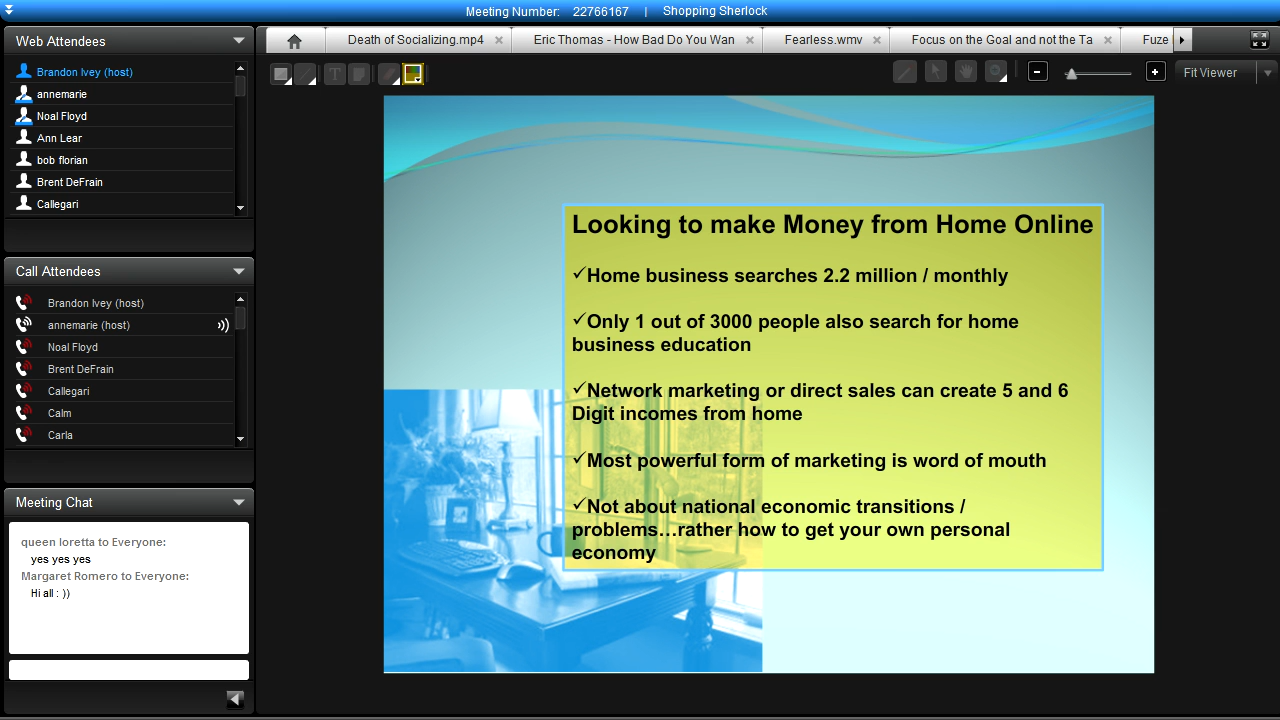 Meeting Number: 22766167 | Shopping Sherlock
Web Attendees
Brandon Ivey (host)
annemarie
Noal Floyd
Ann Lear
bob florian
Brent DeFrain
Callegari
Call Attendees
Brandon Ivey (host)
annemarie (host)
Noal Floyd
Brent DeFrain
Callegari
Calm
Carla
Meeting Chat
queen loretta to Everyone:
yes yes yes
Margaret Romero to Everyone:
Hi all : ))
Death of Socializing.mp4
Eric Thomas - How Bad Do You Wan
Fearless.wmv
Focus on the Goal and not the Ta
Fuze
T
Fit Viewer
Looking to make Money from Home Online
✓Home business searches 2.2 million / monthly
✓Only 1 out of 3000 people also search for home
business education
✓Network marketing or direct sales can create 5 and 6
Digit incomes from home
✓Most powerful form of marketing is word of mouth
✓Not about national economic transitions /
problems…rather how to get your own personal
economy